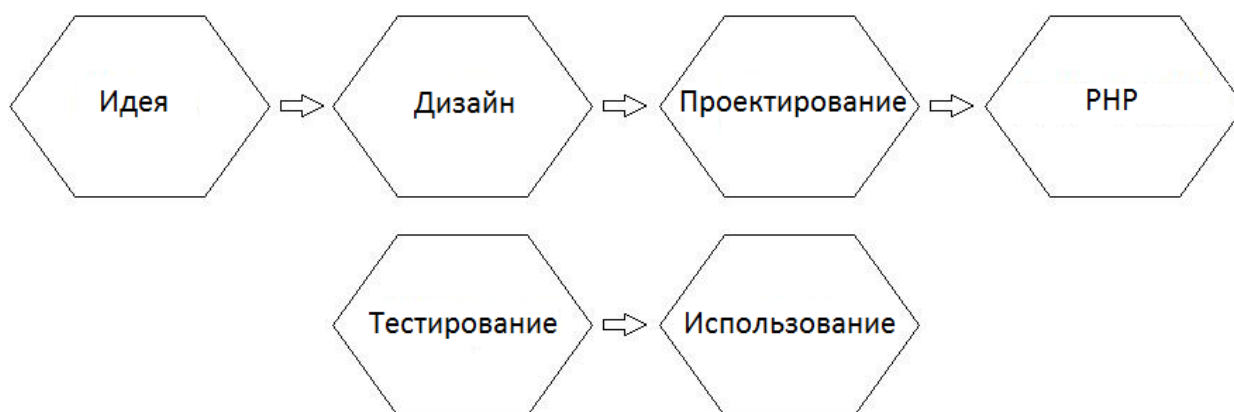 Идея
Дизайн
Проектирование
PHP
Тестирование
Использование